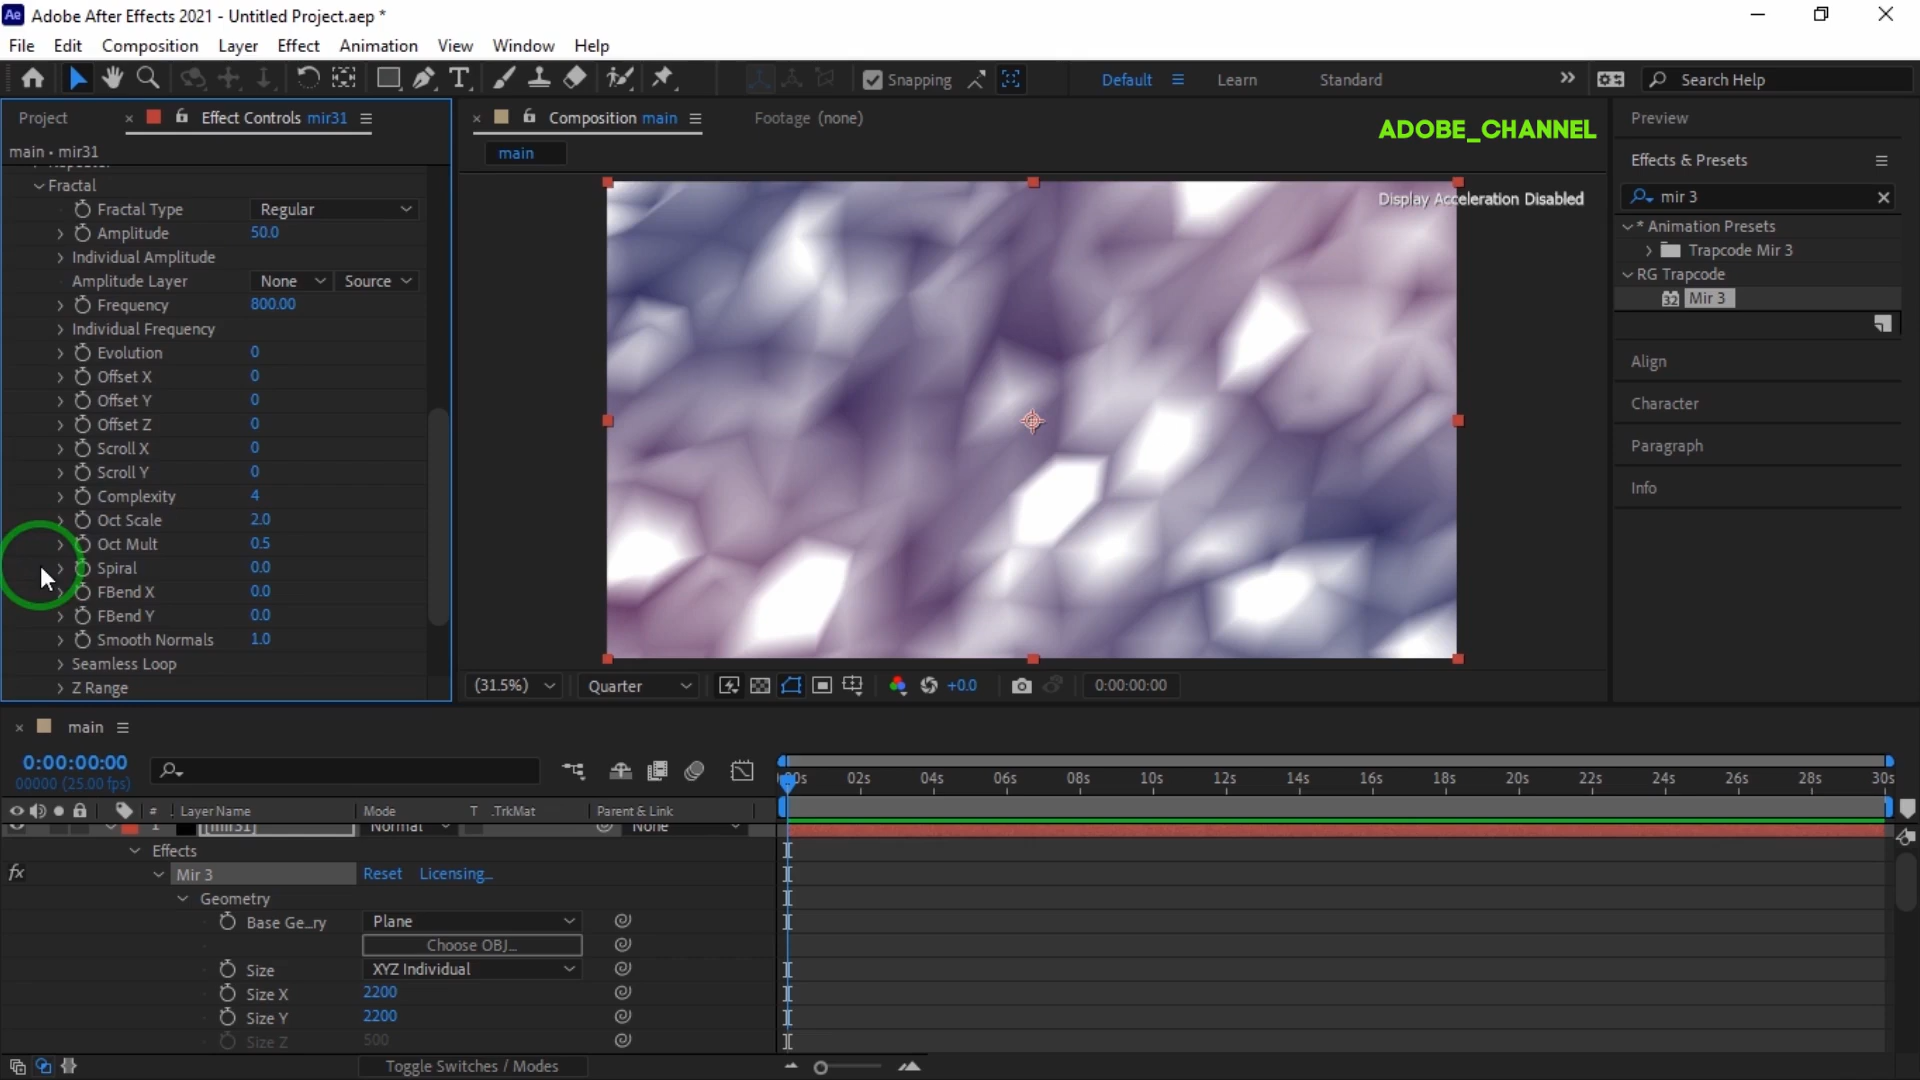 Ae Adobe After Effects 2021 - Untitled Project.aep *
File Edit Composition Layer Effect Animation View Window Help
Snapping Default Learn Standard Search Help
Project Effect Controls mir31 Composition main Footage (none) ADOBE_CHANNEL Preview
main • mir31
main
Effects & Presets
Display Acceleration Disabled
mir 3
* Animation Presets
Trapcode Mir 3
RG Trapcode
32 Mir 3
Align
Character
Paragraph
Info
Fractal
Fractal Type Regular
Amplitude 50.0
Individual Amplitude
Amplitude Layer None Source
Frequency 800.00
Individual Frequency
Evolution 0
Offset X 0
Offset Y 0
Offset Z 0
Scroll X 0
Scroll Y 0
Complexity 4
Oct Scale 2.0
Oct Mult 0.5
Spiral 0.0
FBend X 0.0
FBend Y 0.0
Smooth Normals 1.0
Seamless Loop
Z Range
(31.5%) Quarter +0.0 0:00:00:00
main
0:00:00:00
00000 (25.00 fps)
00s 02s 04s 06s 08s 10s 12s 14s 16s 18s 20s 22s 24s 26s 28s 30s
# Layer Name Mode T .TrkMat Parent & Link
1 [mir31] Normal None
Effects
fx Mir 3 Reset Licensing...
Geometry
Base Ge...ry Plane
Choose OBJ...
Size XYZ Individual
Size X 2200
Size Y 2200
Size Z 500
Toggle Switches / Modes